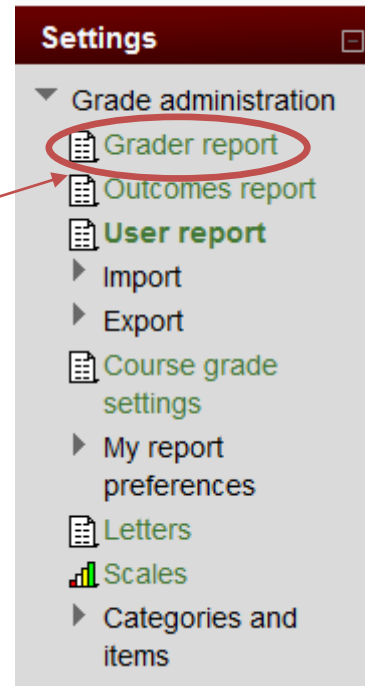 Settings
Grade administration
Grader report
Outcomes report
User report
Import
Export
Course grade
settings
My report
preferences
Letters
Scales
Categories and
items